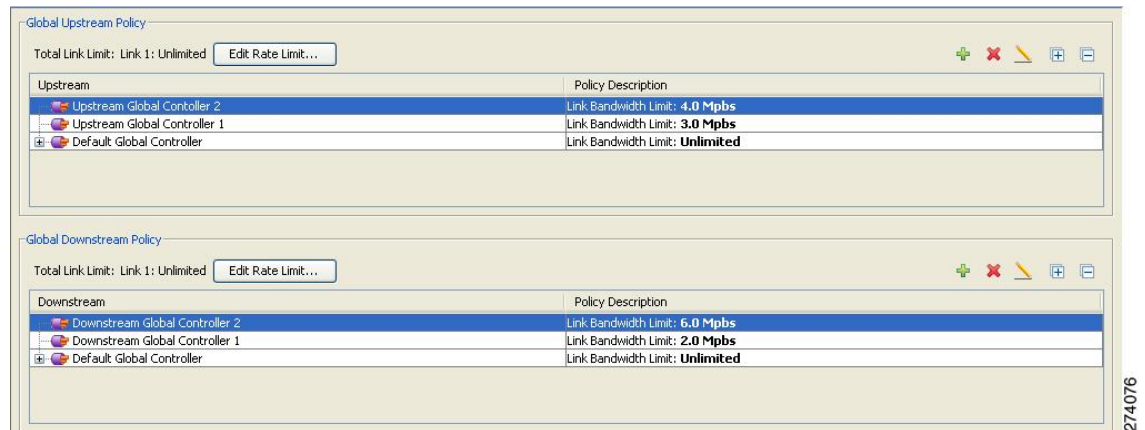 Global Upstream Policy
Total Link Limit: Link 1: Unlimited Edit Rate Limit...
Upstream Policy Description
Upstream Global Contoller 2 Link Bandwidth Limit: 4.0 Mpbs
Upstream Global Controller 1 Link Bandwidth Limit: 3.0 Mpbs
Default Global Controller Link Bandwidth Limit: Unlimited
Global Downstream Policy
Total Link Limit: Link 1: Unlimited Edit Rate Limit...
Downstream Policy Description
Downstream Global Controller 2 Link Bandwidth Limit: 6.0 Mpbs
Downstream Global Controller 1 Link Bandwidth Limit: 2.0 Mpbs
Default Global Controller Link Bandwidth Limit: Unlimited
274076